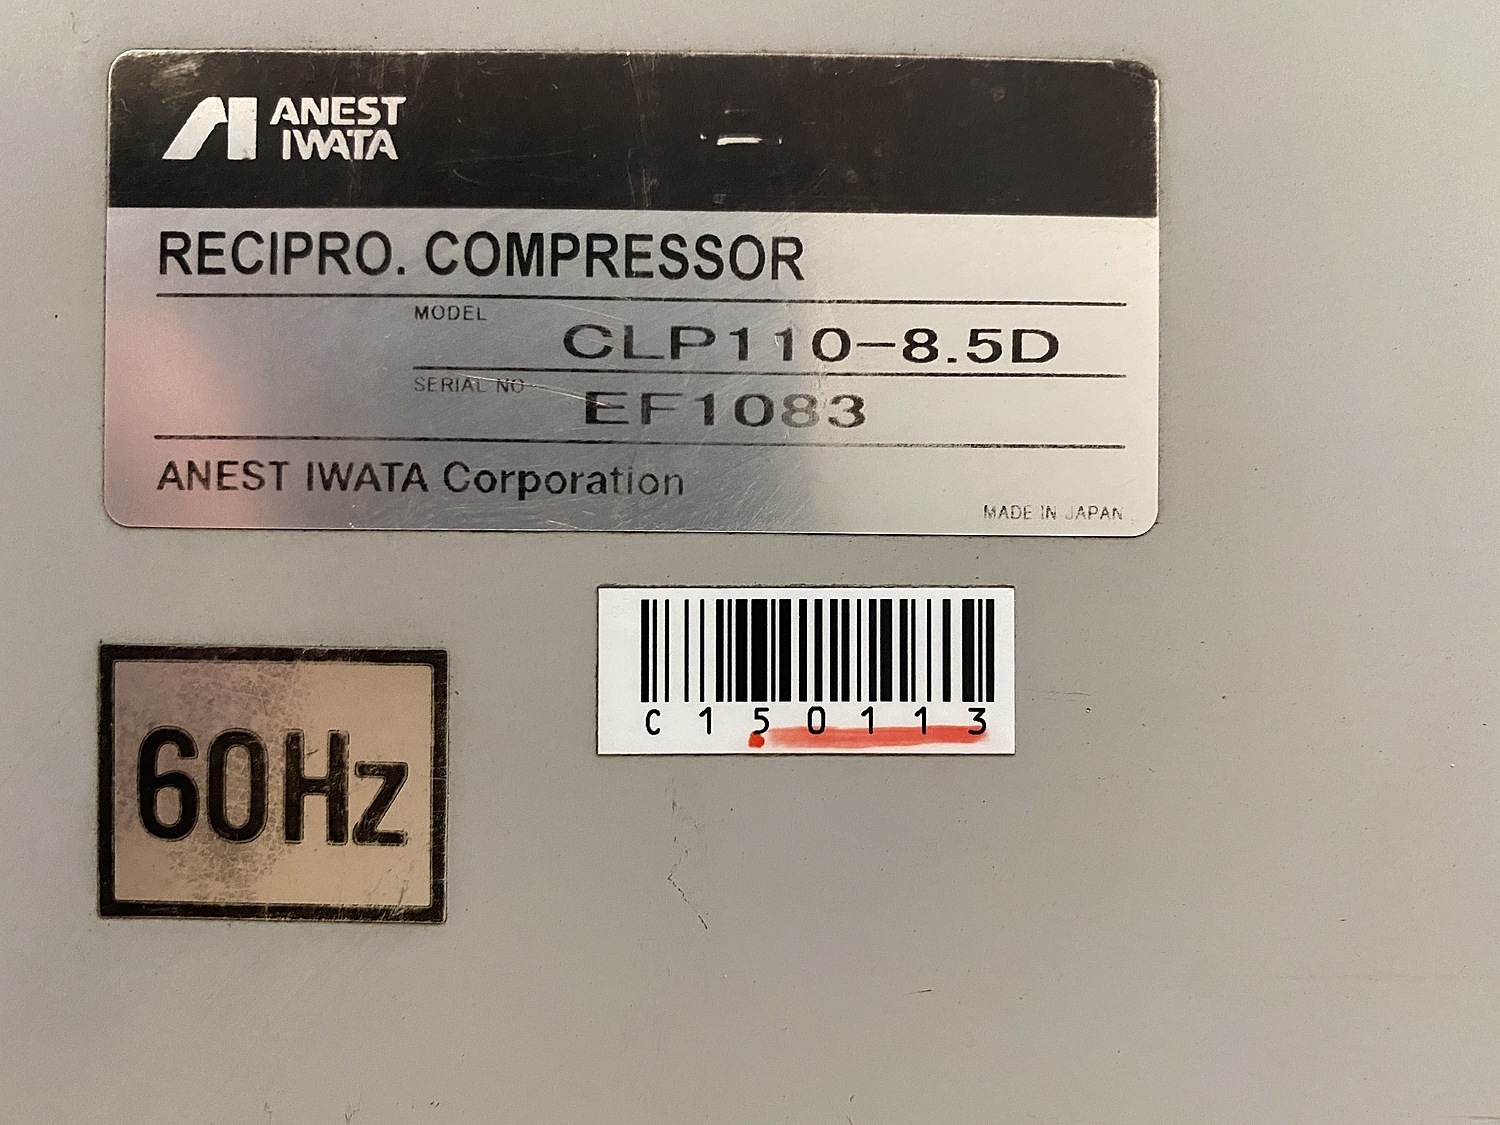 ANEST
IWATA
RECIPRO. COMPRESSOR
MODEL
CLP110-8.5D
SERIAL NO
EF1083
ANEST IWATA Corporation
MADE IN JAPAN
60Hz
C150113